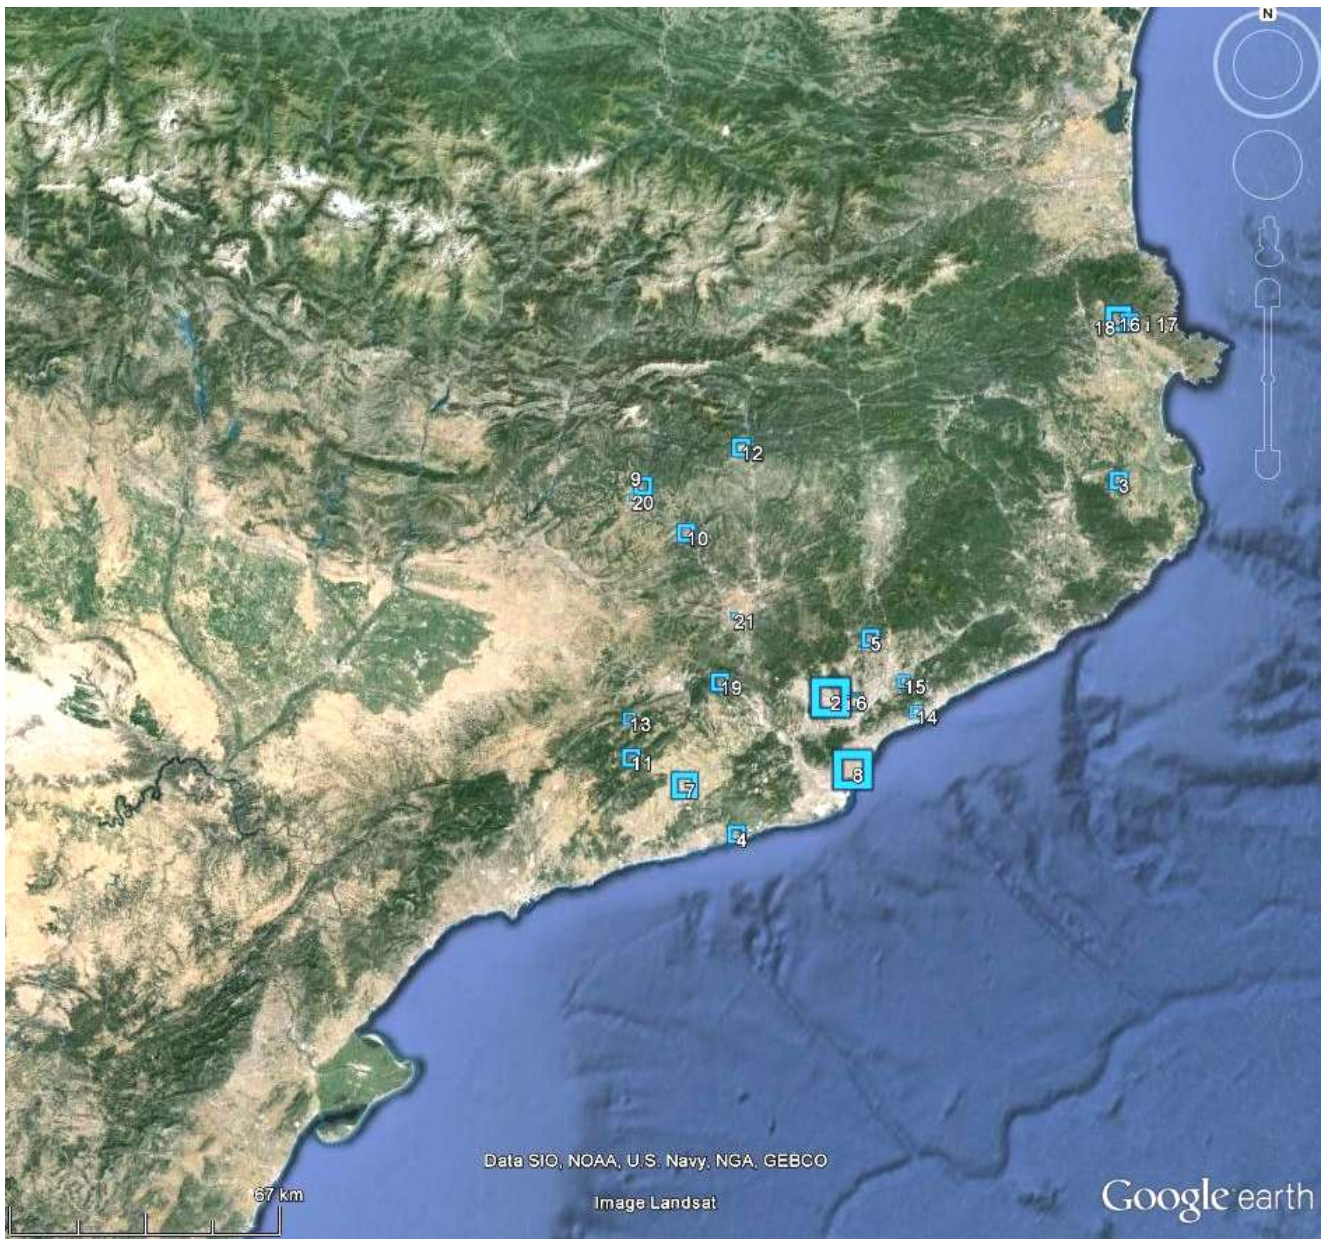 N
18 16 i 17
12
3
9
20
10
21
5
19
15
2 i 6
14
13
11
8
7
4
Data SIO, NOAA, U.S. Navy, NGA, GEBCO
67 km
Image Landsat
Google earth